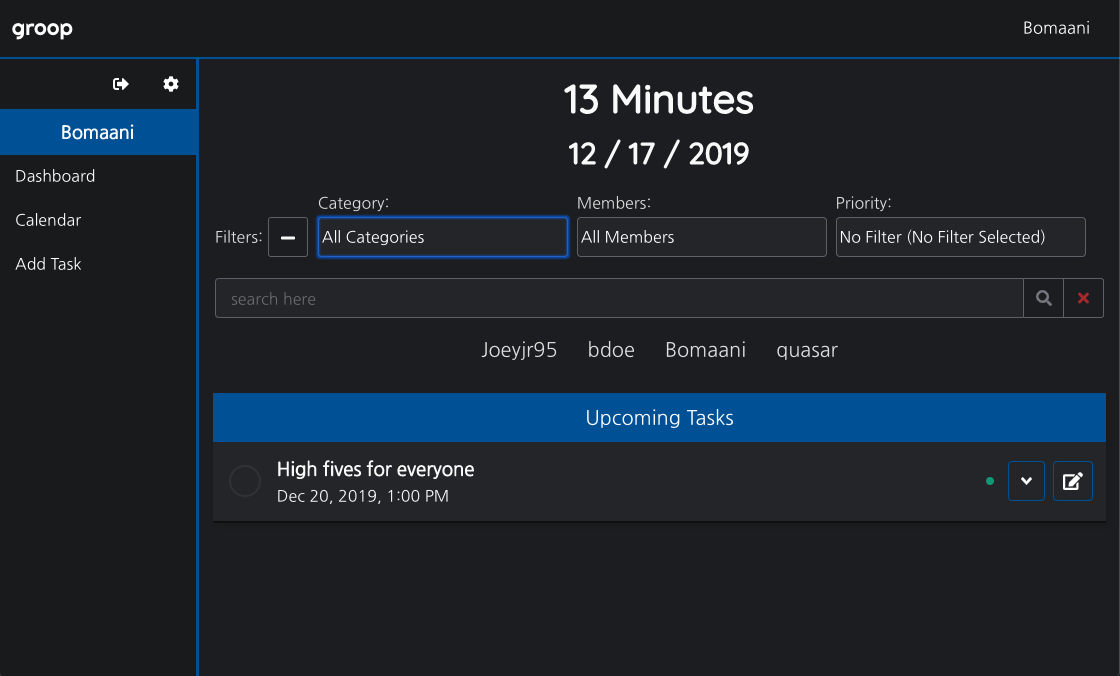 groop
Bomaani
Bomaani
Dashboard
Calendar
Add Task
13 Minutes
12 / 17 / 2019
Category: Members: Priority:
Filters: All Categories All Members No Filter (No Filter Selected)
search here
Joeyjr95 bdoe Bomaani quasar
Upcoming Tasks
High fives for everyone
Dec 20, 2019, 1:00 PM